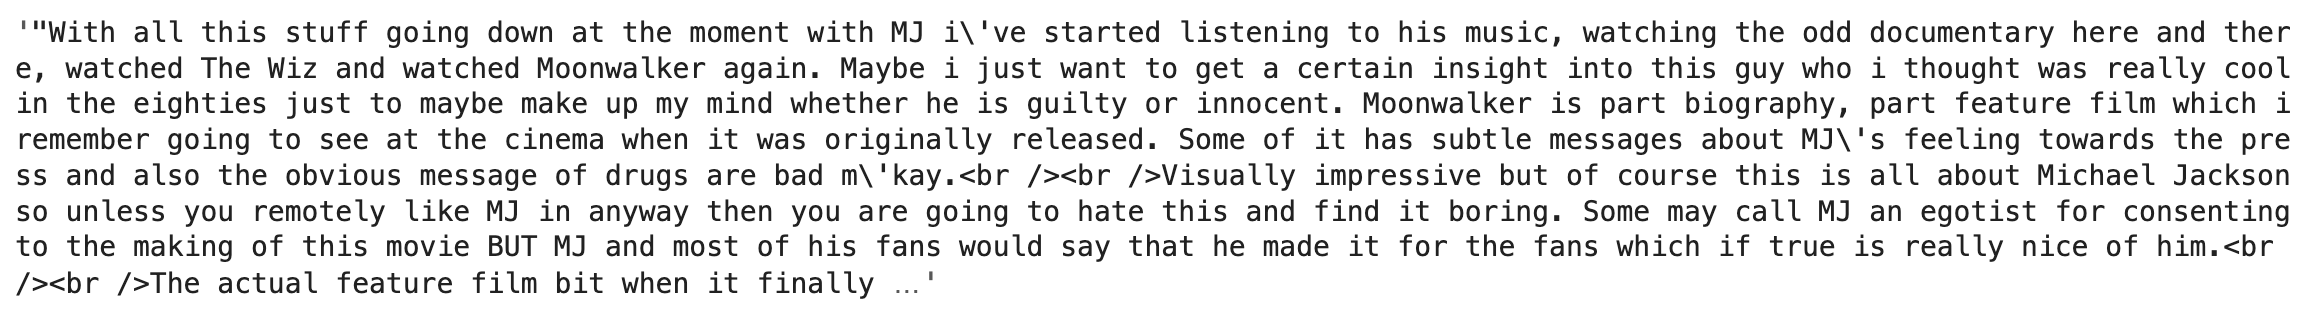 '"With all this stuff going down at the moment with MJ i\'ve started listening to his music, watching the odd documentary here and ther
e, watched The Wiz and watched Moonwalker again. Maybe i just want to get a certain insight into this guy who i thought was really cool
in the eighties just to maybe make up my mind whether he is guilty or innocent. Moonwalker is part biography, part feature film which i
remember going to see at the cinema when it was originally released. Some of it has subtle messages about MJ\'s feeling towards the pre
ss and also the obvious message of drugs are bad m\'kay.<br /><br />Visually impressive but of course this is all about Michael Jackson
so unless you remotely like MJ in anyway then you are going to hate this and find it boring. Some may call MJ an egotist for consenting
to the making of this movie BUT MJ and most of his fans would say that he made it for the fans which if true is really nice of him.<br
/><br />The actual feature film bit when it finally ...'